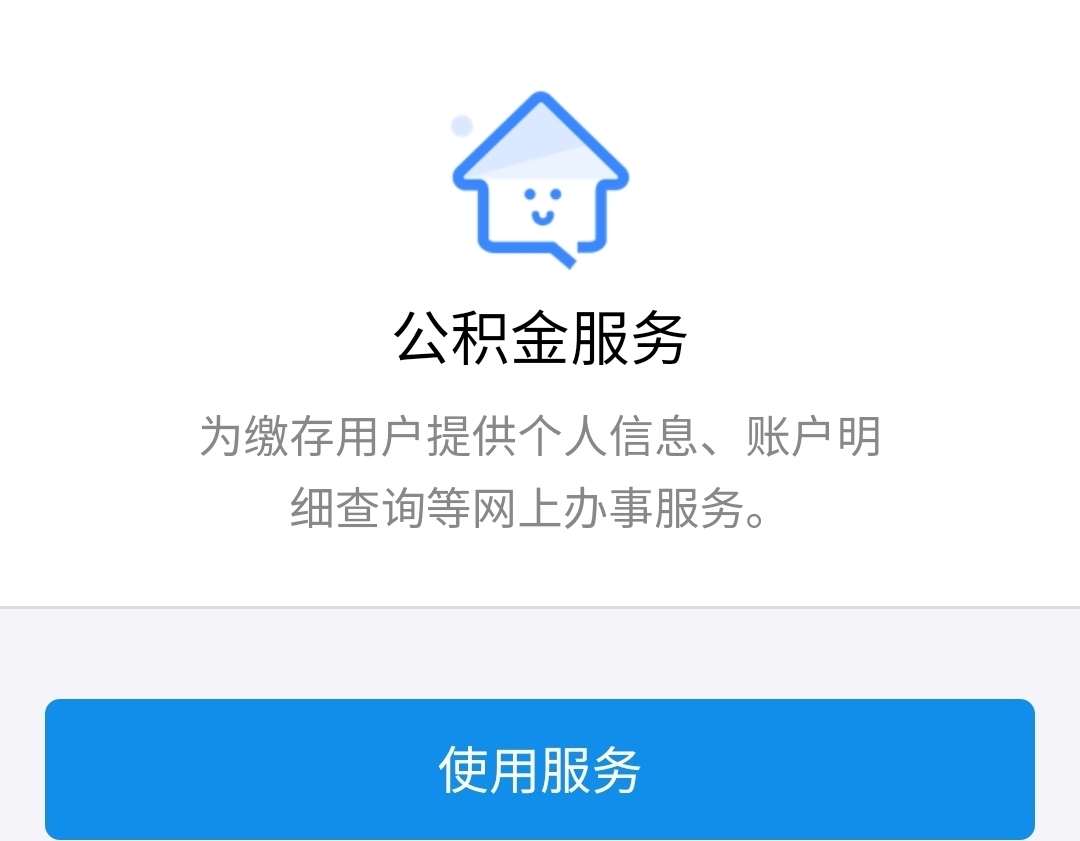 公积金服务
为缴存用户提供个人信息、账户明
细查询等网上办事服务。
使用服务